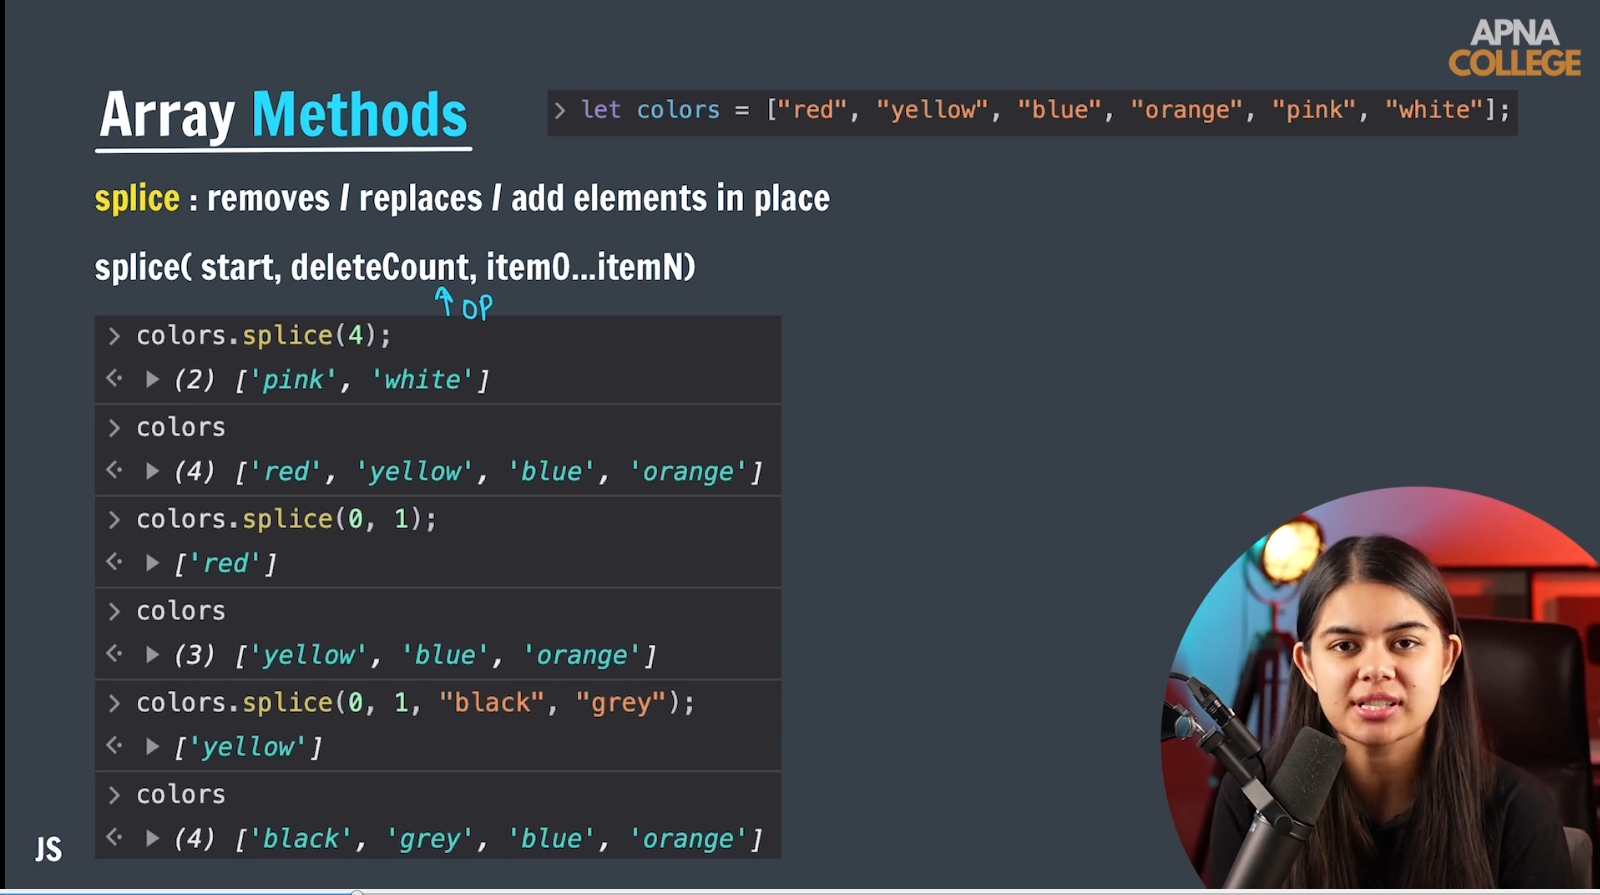 APNA
COLLEGE
Array Methods
> let colors = ["red", "yellow", "blue", "orange", "pink", "white"];
splice : removes / replaces / add elements in place
splice( start, deleteCount, item0...itemN)
↑ OP
> colors.splice(4);
<· ▶ (2) ['pink', 'white']
> colors
<· ▶ (4) ['red', 'yellow', 'blue', 'orange']
> colors.splice(0, 1);
<· ▶ ['red']
> colors
<· ▶ (3) ['yellow', 'blue', 'orange']
> colors.splice(0, 1, "black", "grey");
<· ▶ ['yellow']
> colors
<· ▶ (4) ['black', 'grey', 'blue', 'orange']
JS